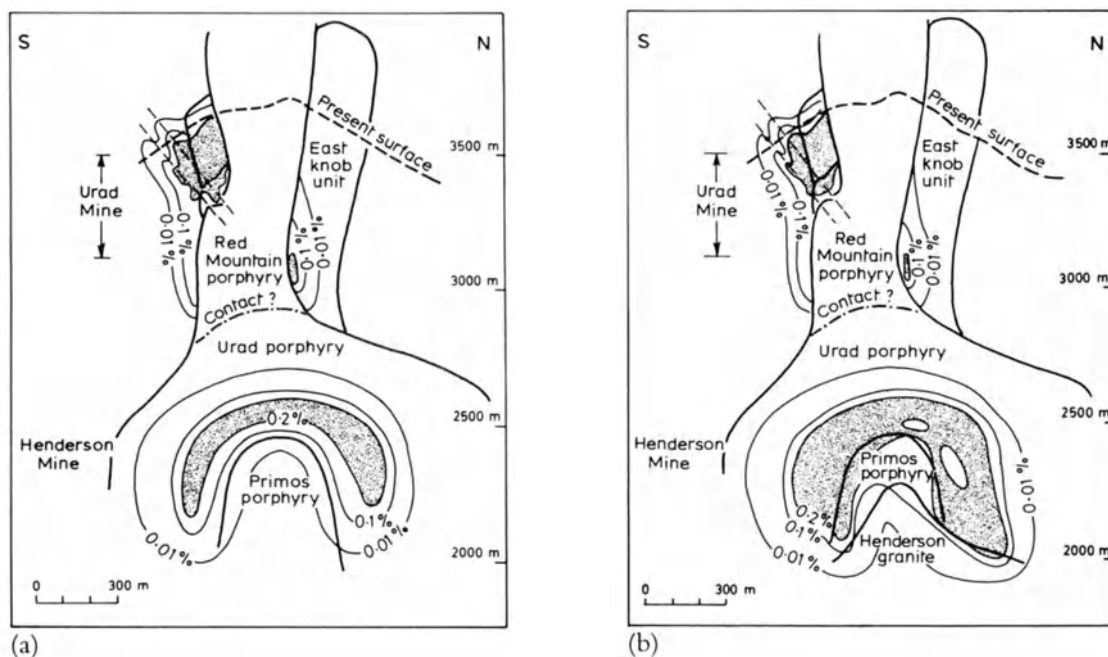 S
N
Present surface
East
knob
unit
3500 m
Urad
Mine
0.01%
0.1%
0.1%
0.01%
Red
Mountain
porphyry
3000 m
Contact ?
Urad porphyry
2500 m
0.2%
Henderson
Mine
Primos
porphyry
0.1%
0.01%
0.01%
2000 m
0
300 m
(a)
S
N
Present surface
East
knob
unit
3500 m
Urad
Mine
0.01%
0.1%
0.1%
0.01%
Red
Mountain
porphyry
3000 m
Contact ?
Urad porphyry
2500 m
Henderson
Mine
Primos
porphyry
0.01%
0.2%
0.1%
0.01%
Henderson
granite
2000 m
0
300 m
(b)